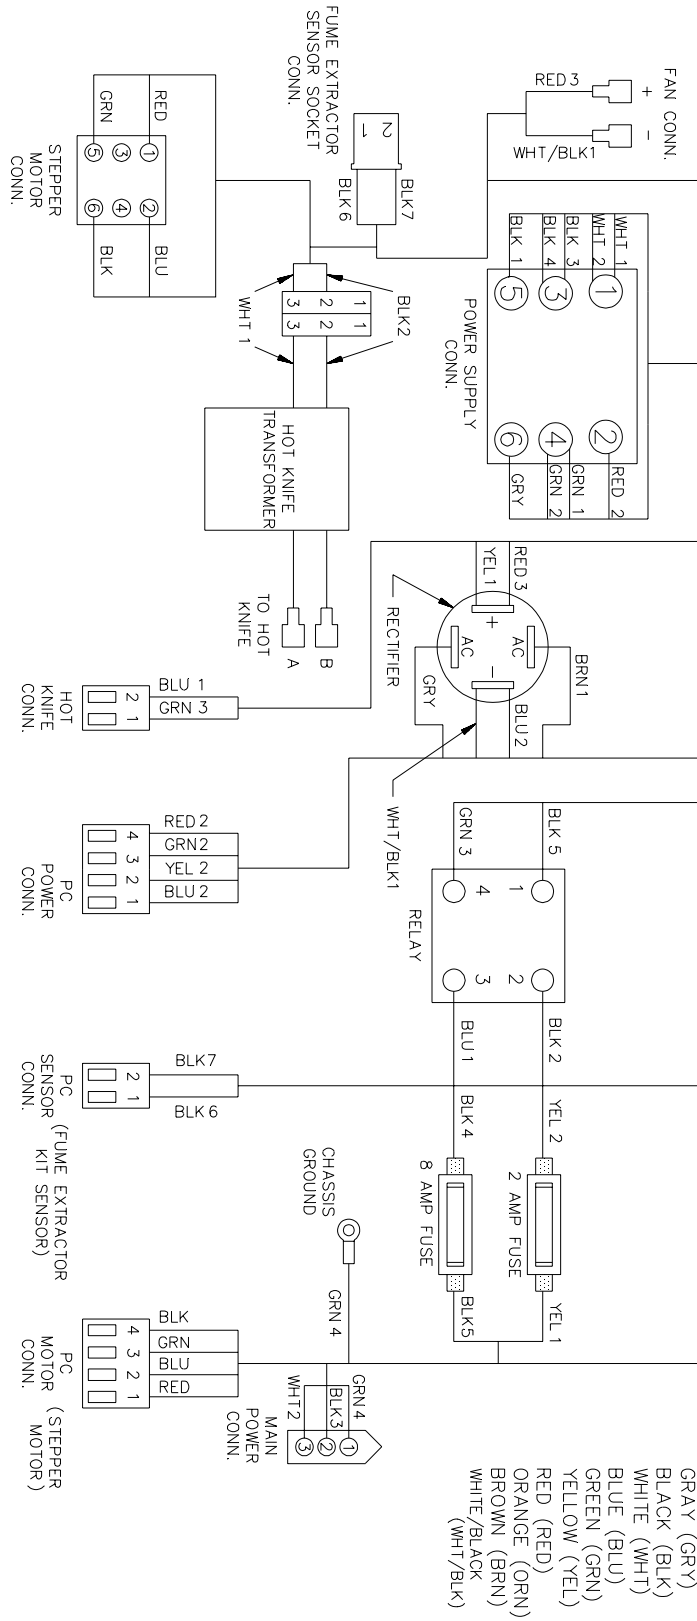 FAN CONN.
+
-
RED 3
WHT/BLK1
FUME EXTRACTOR
SENSOR SOCKET
CONN.
2
1
BLK7
BLK 6
RED
GRN
1
3
5
2
4
6
BLU
BLK
STEPPER
MOTOR
CONN.
WHT 1
WHT 2
BLK 3
BLK 4
BLK 1
1
3
5
2
4
6
RED 2
GRN 1
GRN 2
GRY
POWER SUPPLY
CONN.
BLK2
WHT 1
1
2
3
1
2
3
HOT KNIFE
TRANSFORMER
TO HOT
KNIFE
B
A
RED 3
YEL 1
+
AC
AC
-
BRN1
GRY
BLU 2
WHT/BLK1
RECTIFIER
BLU 1
GRN 3
2
1
HOT
KNIFE
CONN.
RED 2
GRN2
YEL 2
BLU 2
4
3
2
1
PC
POWER
CONN.
BLK 5
GRN 3
1
4
2
3
RELAY
BLK 2
BLU 1
YEL 2
BLK 4
2 AMP FUSE
8 AMP FUSE
YEL 1
BLK5
BLK7
BLK 6
2
1
PC
SENSOR
CONN.
(FUME EXTRACTOR
KIT SENSOR)
CHASSIS
GROUND
GRN 4
BLK
GRN
BLU
RED
4
3
2
1
PC
MOTOR
CONN.
(STEPPER
MOTOR)
GRN4
BLK3
WHT2
1
2
3
MAIN
POWER
CONN.
GRAY (GRY)
BLACK (BLK)
WHITE (WHT)
BLUE (BLU)
GREEN (GRN)
YELLOW (YEL)
RED (RED)
ORANGE (ORN)
BROWN (BRN)
WHITE/BLACK
(WHT/BLK)